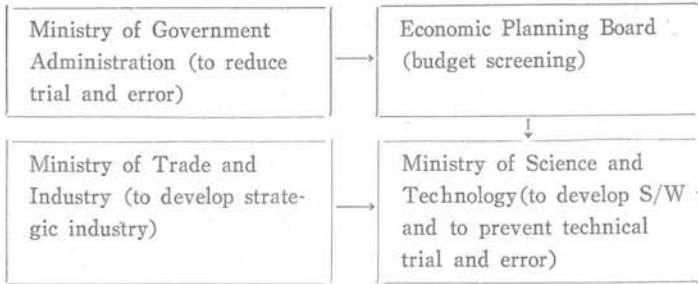 Ministry of Government
Administration (to reduce
trial and error)
Economic Planning Board
(budget screening)
Ministry of Trade and
Industry (to develop strate-
gic industry)
Ministry of Science and
Technology(to develop S/W
and to prevent technical
trial and error)